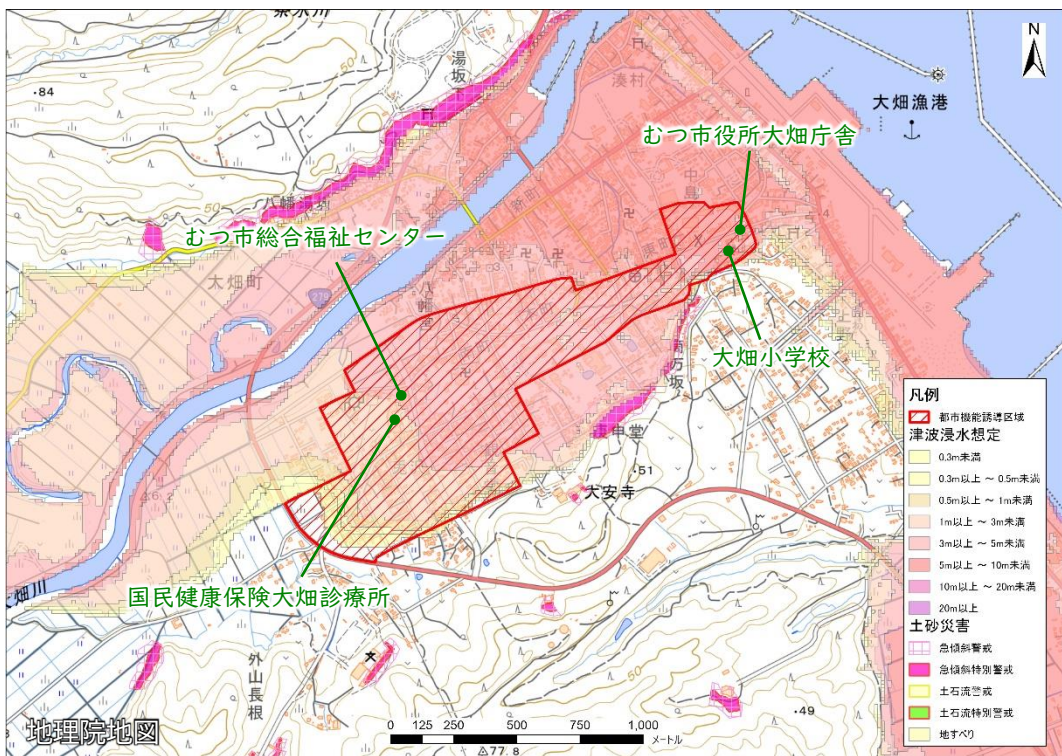 N
湯坂
湊村
大畑漁港
84
50
むつ市役所大畑庁舎
中島
八幡湯別
50
むつ市総合福祉センター
大畑町
279
八幡宮
大畑小学校
南町
51
大安寺
国民健康保険大畑診療所
外山長根
49
77.8
地理院地図
0 125 250 500 750 1,000
メートル
凡例
都市機能誘導区域
津波浸水想定
0.3m未満
0.3m以上 ～ 0.5m未満
0.5m以上 ～ 1m未満
1m以上 ～ 3m未満
3m以上 ～ 5m未満
5m以上 ～ 10m未満
10m以上 ～ 20m未満
20m以上
土砂災害
急傾斜警戒
急傾斜特別警戒
土石流警戒
土石流特別警戒
地すべり